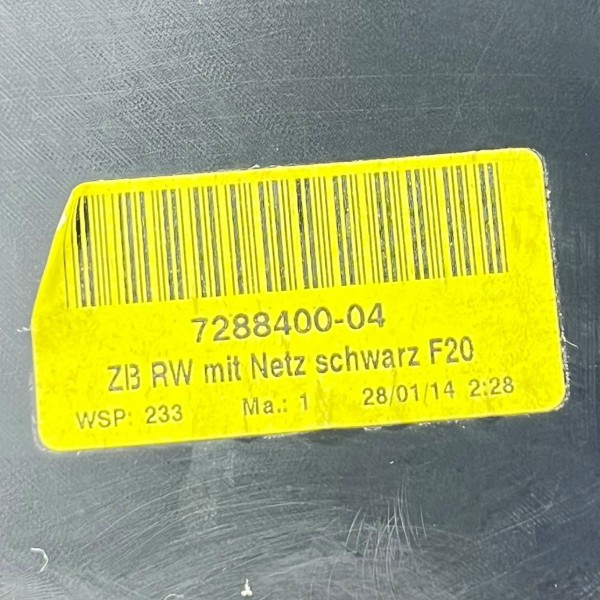 7288400-04
ZB RW mit Netz schwarz F20
WSP: 233 Ma.: 1 28/01/14 2:28